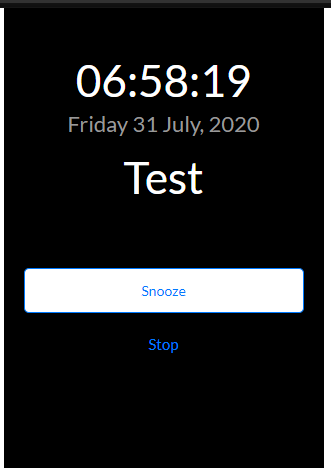 06:58:19
Friday 31 July, 2020
Test
Snooze
Stop